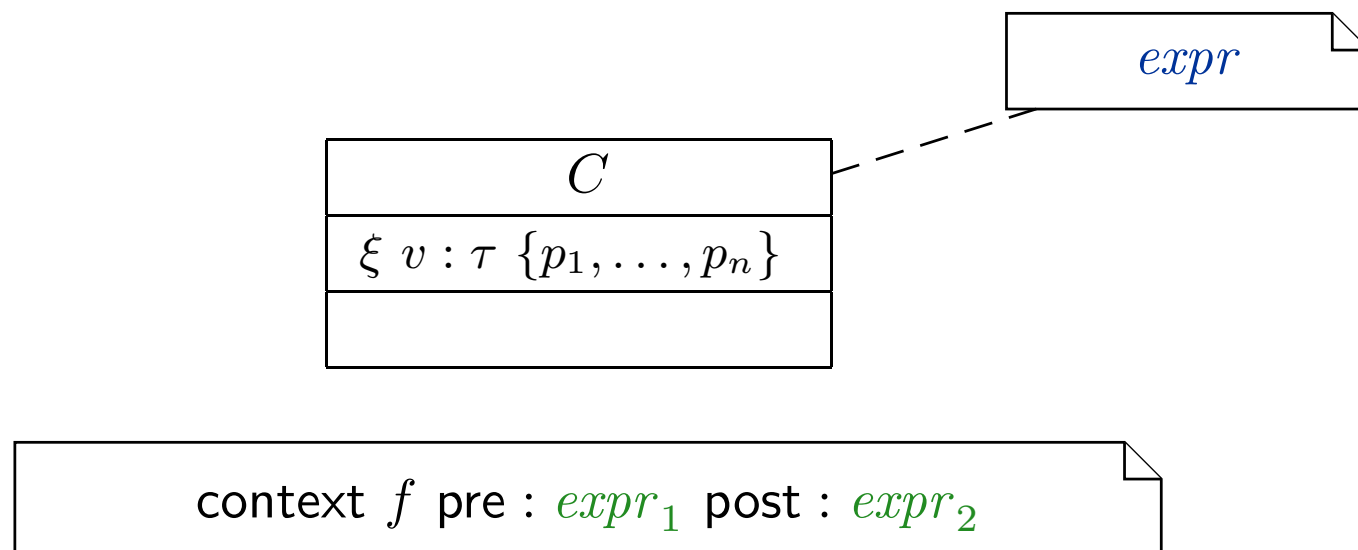 expr
C
ξ v : τ {p₁, . . . , pₙ}
context f pre : expr₁ post : expr₂